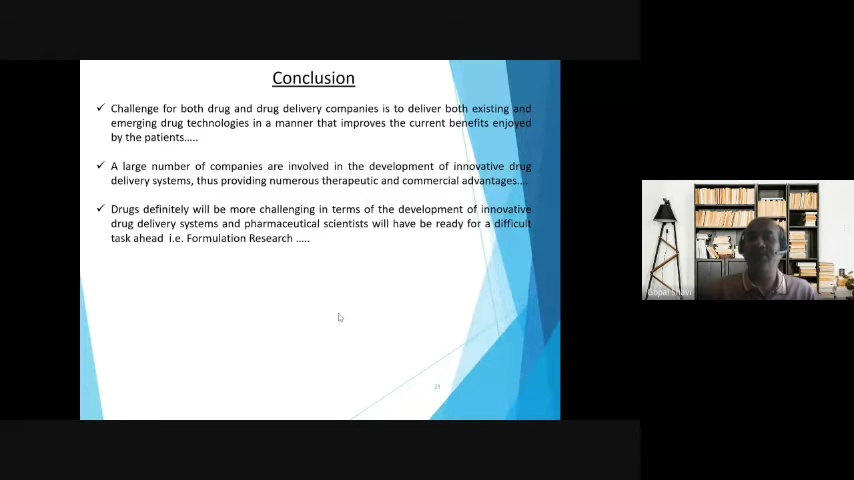 Conclusion
✓ Challenge for both drug and drug delivery companies is to deliver both existing and
emerging drug technologies in a manner that improves the current benefits enjoyed
by the patients.....
✓ A large number of companies are involved in the development of innovative drug
delivery systems, thus providing numerous therapeutic and commercial advantages....
✓ Drugs definitely will be more challenging in terms of the development of innovative
drug delivery systems and pharmaceutical scientists will have be ready for a difficult
task ahead i.e. Formulation Research .....
Gopal Shavi